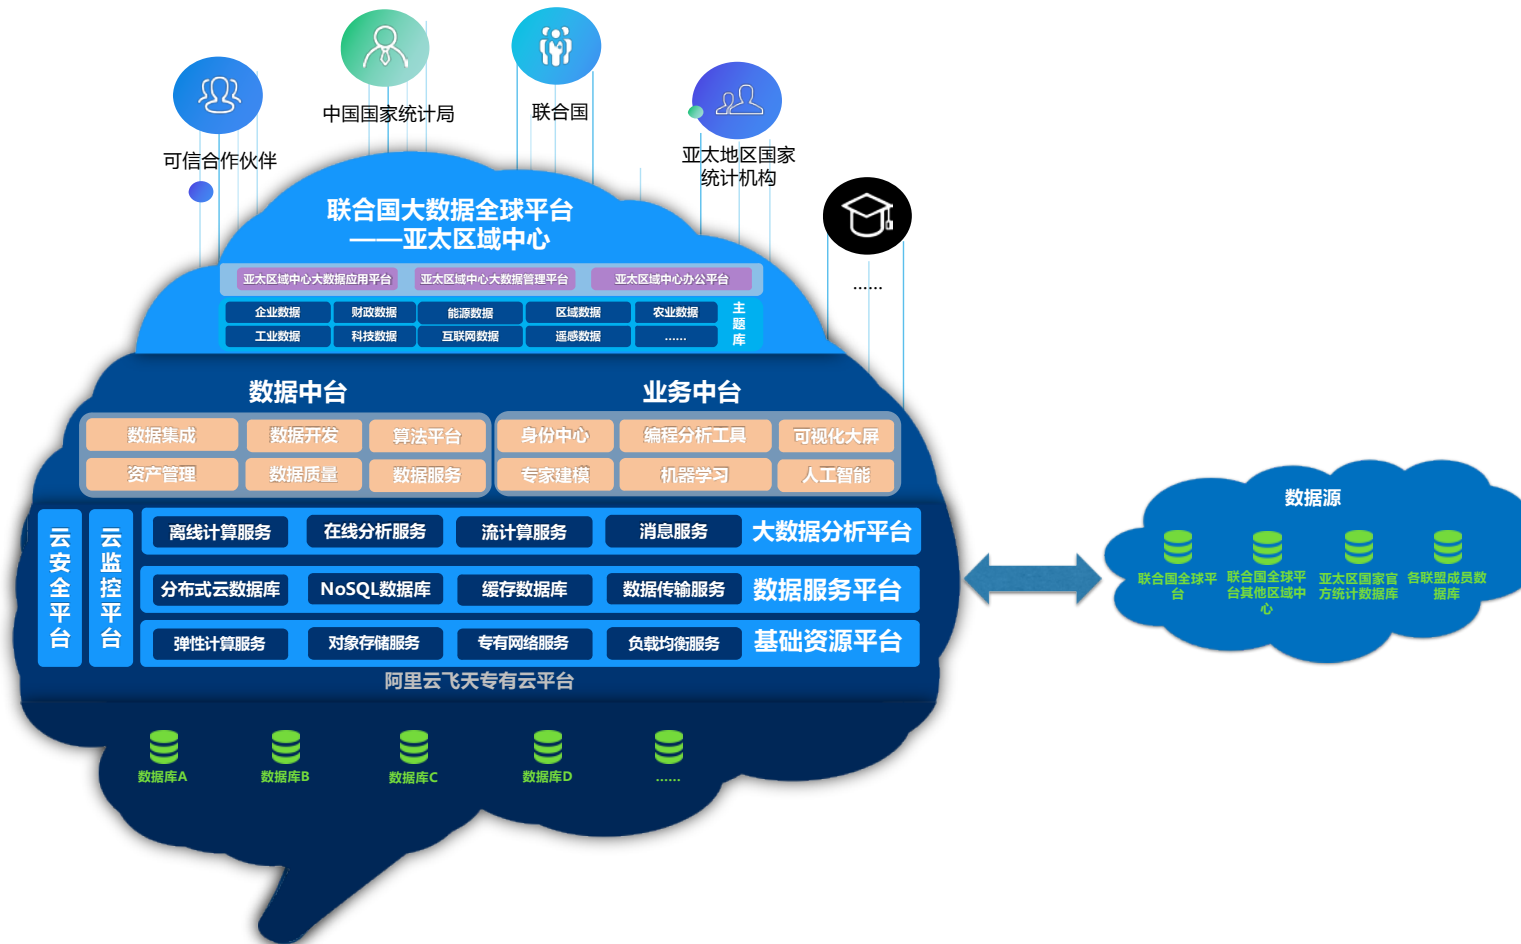 可信合作伙伴
中国国家统计局
联合国
亚太地区国家
统计机构
……
联合国大数据全球平台
——亚太区域中心
亚太区域中心大数据应用平台
亚太区域中心大数据管理平台
亚太区域中心办公平台
企业数据
财政数据
能源数据
区域数据
农业数据
工业数据
科技数据
互联网数据
遥感数据
……
主
题
库
数据中台
业务中台
数据集成
数据开发
算法平台
身份中心
编程分析工具
可视化大屏
资产管理
数据质量
数据服务
专家建模
机器学习
人工智能
云
安
全
平
台
云
监
控
平
台
离线计算服务
在线分析服务
流计算服务
消息服务
大数据分析平台
分布式云数据库
NoSQL数据库
缓存数据库
数据传输服务
数据服务平台
弹性计算服务
对象存储服务
专有网络服务
负载均衡服务
基础资源平台
阿里云飞天专有云平台
数据库A
数据库B
数据库C
数据库D
……
数据源
联合国全球平
台
联合国全球平
台其他区域中
心
亚太区国家官
方统计数据库
各联盟成员数
据库